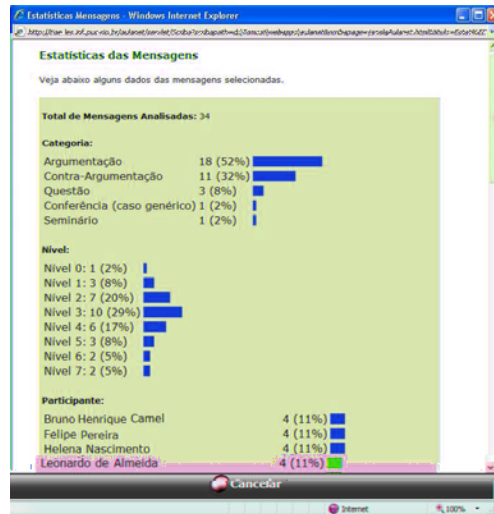 Estatísticas Mensagens - Windows Internet Explorer
Estatísticas das Mensagens
Veja abaixo alguns dados das mensagens selecionadas.
Total de Mensagens Analisadas: 34
Categoria:
Argumentação 18 (52%)
Contra-Argumentação 11 (32%)
Questão 3 (8%)
Conferência (caso genérico) 1 (2%)
Seminário 1 (2%)
Nível:
Nível 0: 1 (2%)
Nível 1: 3 (8%)
Nível 2: 7 (20%)
Nível 3: 10 (29%)
Nível 4: 6 (17%)
Nível 5: 3 (8%)
Nível 6: 2 (5%)
Nível 7: 2 (5%)
Participante:
Bruno Henrique Camel 4 (11%)
Felipe Pereira 4 (11%)
Helena Nascimento 4 (11%)
Leonardo de Almeida 4 (11%)
Cancelar
Internet 100%